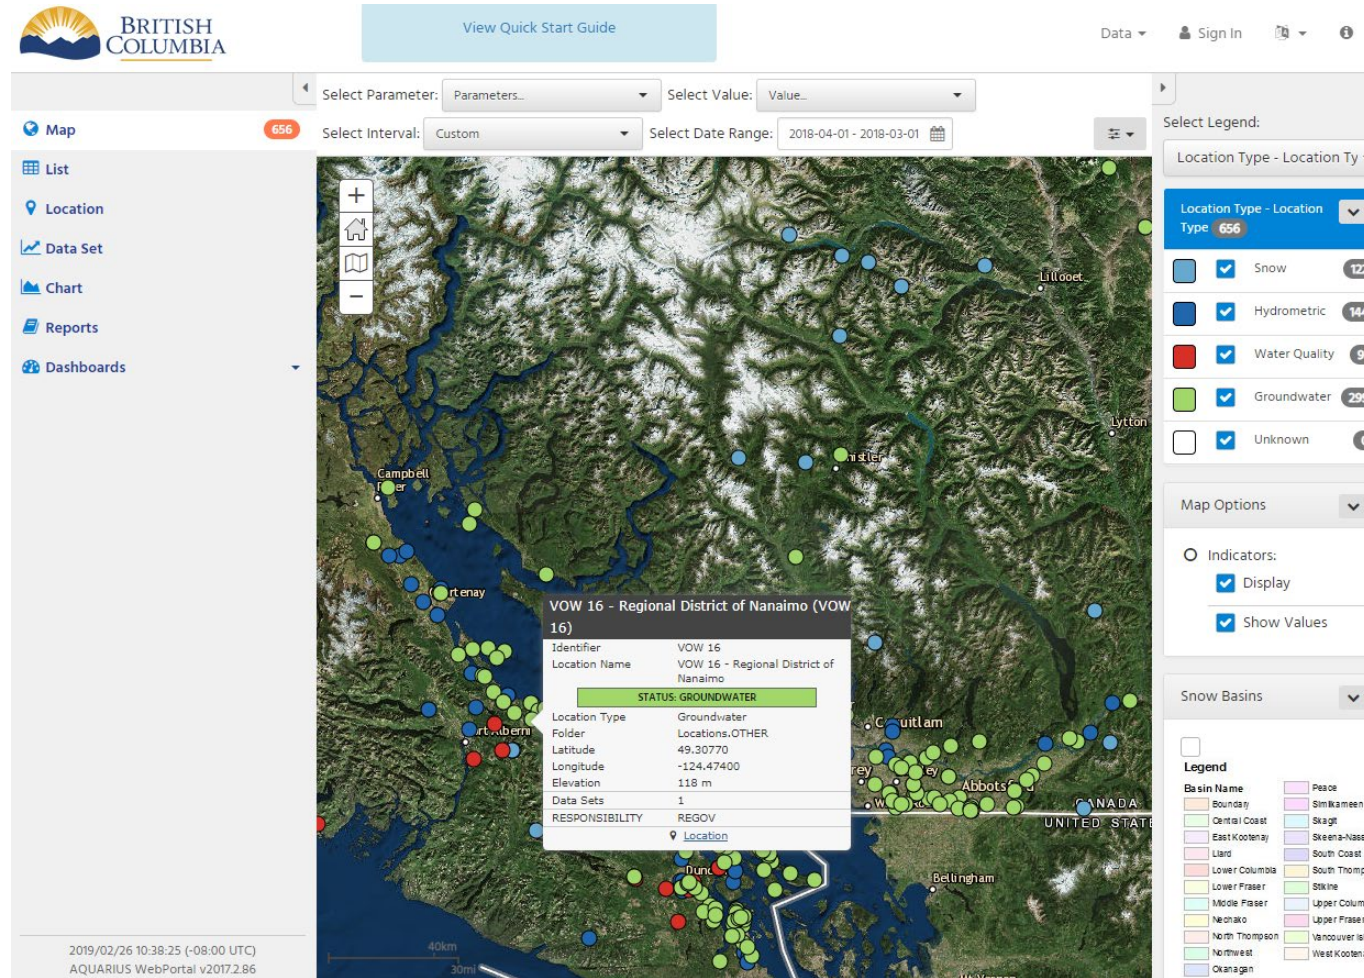 BRITISH
COLUMBIA
View Quick Start Guide
Data
Sign In
Select Parameter: Parameters...
Select Value: Value...
Select Interval: Custom
Select Date Range: 2018-04-01 - 2018-03-01
Map 656
List
Location
Data Set
Chart
Reports
Dashboards
2019/02/26 10:38:25 (-08:00 UTC)
AQUARIUS WebPortal v2017.2.86
Lillooet
Lytton
Campbell
VOW 16 - Regional District of Nanaimo (VOW
16)
Identifier VOW 16
Location Name VOW 16 - Regional District of
Nanaimo
STATUS: GROUNDWATER
Location Type Groundwater
Folder Locations.OTHER
Latitude 49.30770
Longitude -124.47400
Elevation 118 m
Data Sets 1
RESPONSIBILITY REGOV
Location
CANADA
UNITED STATE
Bellingham
40km
30mi
Select Legend:
Location Type - Location Ty
Location Type - Location
Type 656
Snow
Hydrometric
Water Quality
Groundwater
Unknown
Map Options
Indicators:
Display
Show Values
Snow Basins
Legend
Basin Name
Boundary
Central Coast
East Kootenay
Liard
Lower Columbia
Lower Fraser
Middle Fraser
Nechako
North Thompson
Northwest
Okanagan
Peace
Similkameen
Skagit
Skeena-Nass
South Coast
South Thomp
Stikine
Upper Colum
Upper Fraser
Vancouver Is
West Kooten